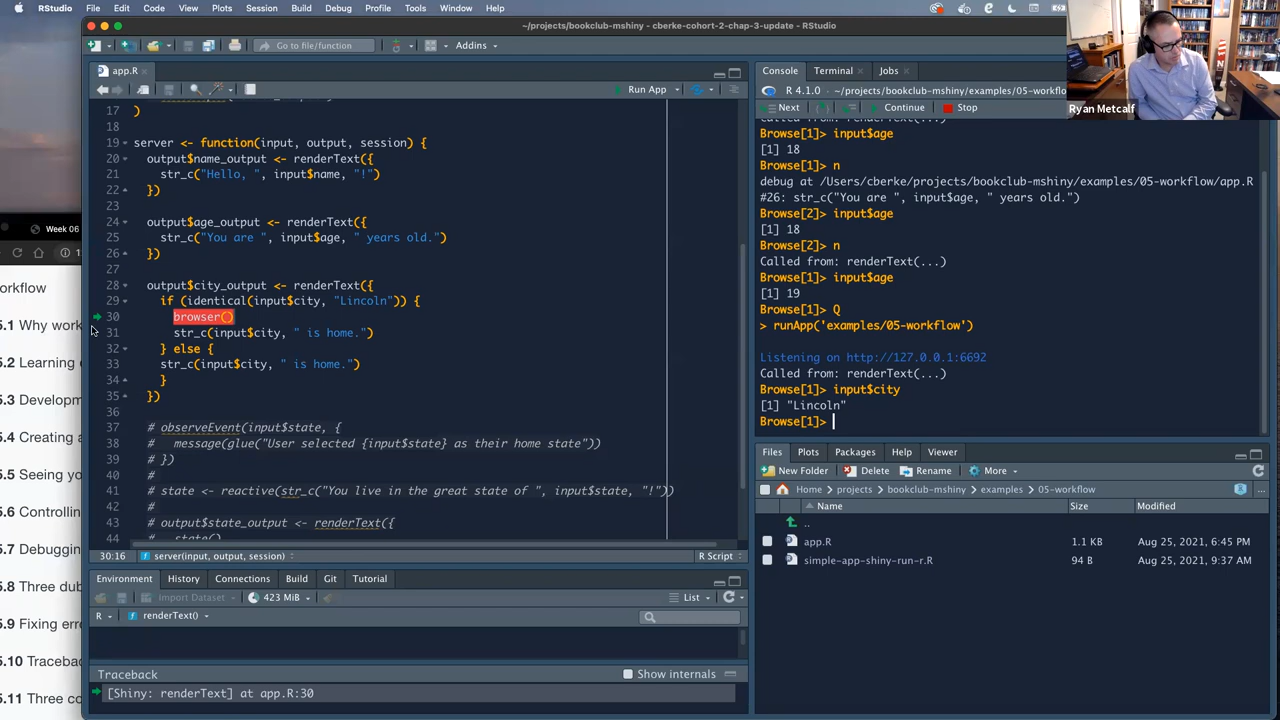 RStudio File Edit Code View Plots Session Build Debug Profile Tools Window Help
~/projects/bookclub-mshiny - cberke-cohort-2-chap-3-update - RStudio
Go to file/function Addins
app.R
Run App
17 )
18
19 server <- function(input, output, session) {
20 output$name_output <- renderText({
21 str_c("Hello, ", input$name, "!")
22 })
23
24 output$age_output <- renderText({
25 str_c("You are ", input$age, " years old.")
26 })
27
28 output$city_output <- renderText({
29 if (identical(input$city, "Lincoln")) {
30 browser()
31 str_c(input$city, " is home.")
32 } else {
33 str_c(input$city, " is home.")
34 }
35 })
36
37 # observeEvent(input$state, {
38 # message(glue("User selected {input$state} as their home state"))
39 # })
40 #
41 # state <- reactive(str_c("You live in the great state of ", input$state, "!"))
42 #
43 # output$state_output <- renderText({
44 # state()
30:16 server(input, output, session) R Script
Environment History Connections Build Git Tutorial
Import Dataset 423 MiB List
R renderText()
Traceback Show internals
[Shiny: renderText] at app.R:30
Console Terminal Jobs
R 4.1.0 · ~/projects/bookclub-mshiny/examples/05-workflo
Next Continue Stop
Called from: renderText(...)
Browse[1]> input$age
[1] 18
Browse[1]> n
debug at /Users/cberke/projects/bookclub-mshiny/examples/05-workflow/app.R
#26: str_c("You are ", input$age, " years old.")
Browse[2]> input$age
[1] 18
Browse[2]> n
Called from: renderText(...)
Browse[1]> input$age
[1] 19
Browse[1]> Q
> runApp('examples/05-workflow')
Listening on http://127.0.0.1:6692
Called from: renderText(...)
Browse[1]> input$city
[1] "Lincoln"
Browse[1]>
Files Plots Packages Help Viewer
New Folder Delete Rename More
Home projects bookclub-mshiny examples 05-workflow
Name Size Modified
..
app.R 1.1 KB Aug 25, 2021, 6:45 PM
simple-app-shiny-run-r.R 94 B Aug 25, 2021, 9:37 AM
Ryan Metcalf
Week 06
orkflow
5.1 Why work
5.2 Learning
5.3 Develop
5.4 Creating a
5.5 Seeing yo
5.6 Controllin
5.7 Debuggin
5.8 Three dub
5.9 Fixing erro
5.10 Traceba
5.11 Three co